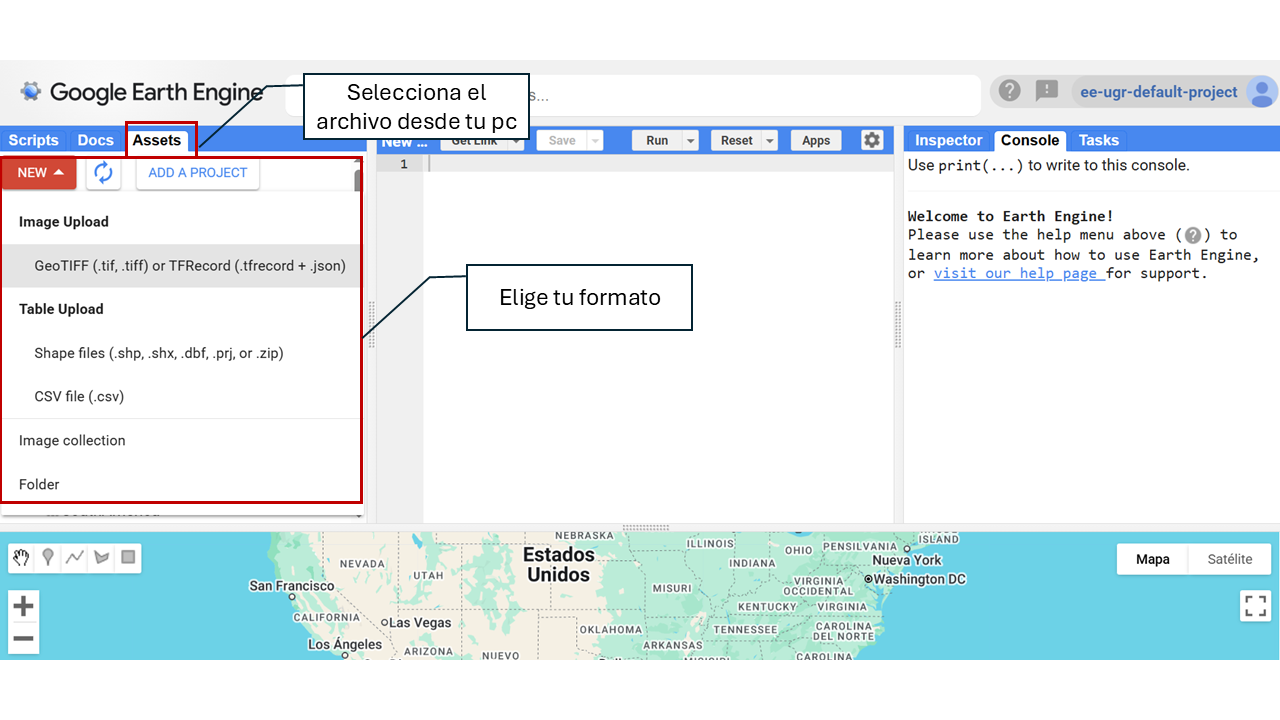 Google Earth Engine
Selecciona el
archivo desde tu pc
s...
ee-ugr-default-project
Scripts
Docs
Assets
New ...
Get Link
Save
Run
Reset
Apps
Inspector
Console
Tasks
NEW
ADD A PROJECT
1
Use print(...) to write to this console.
Image Upload
GeoTIFF (.tif, .tiff) or TFRecord (.tfrecord + .json)
Table Upload
Shape files (.shp, .shx, .dbf, .prj, or .zip)
CSV file (.csv)
Image collection
Folder
Elige tu formato
Welcome to Earth Engine!
Please use the help menu above (?) to
learn more about how to use Earth Engine,
or visit our help page for support.
NEBRASKA
Estados
Unidos
NEVADA
UTAH
San Francisco
CALIFORNIA
Las Vegas
Los Ángeles
ARIZONA
NUEVO
OKLAHOMA
ARKANSAS
MISURI
ILLINOIS
INDIANA
OHIO
PENSILVANIA
ISLAND
Nueva York
Washington DC
VIRGINIA
OCCIDENTAL
KENTUCKY
VIRGINIA
TENNESSEE
CAROLINA
DEL NORTE
CAROLINA
Mapa
Satélite